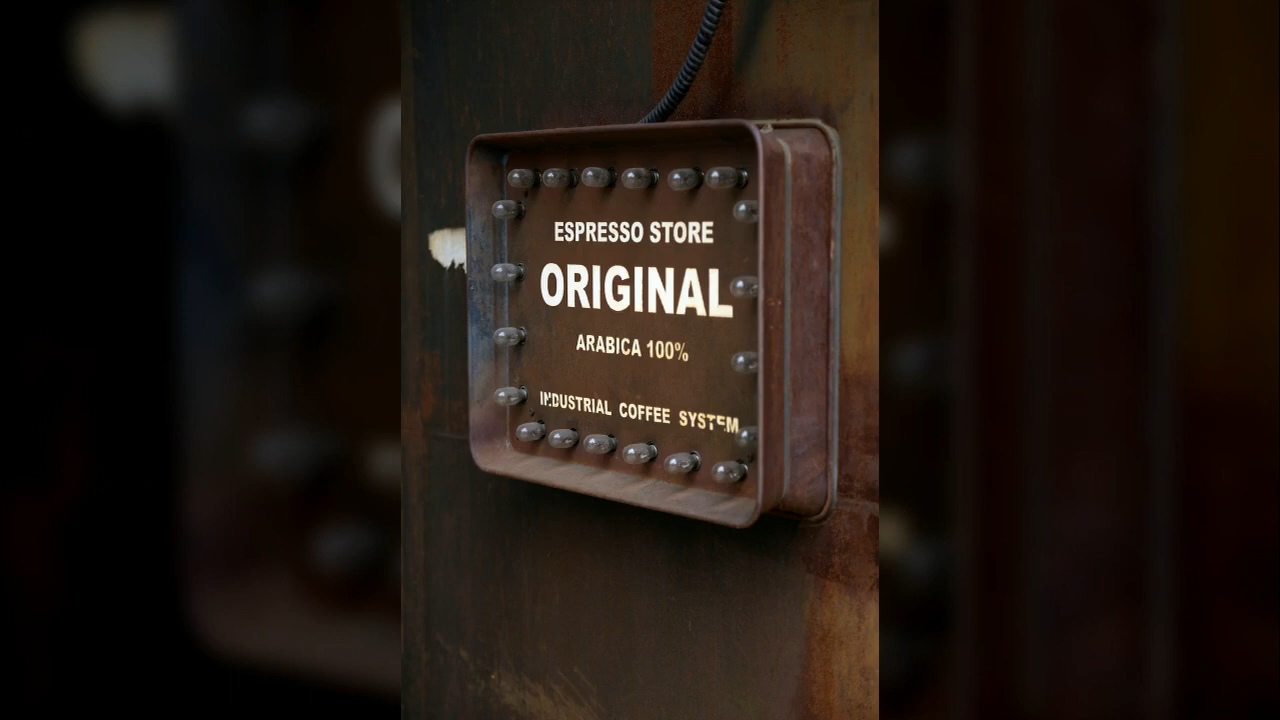 ESPRESSO STORE
ORIGINAL
ARABICA 100%
INDUSTRIAL COFFEE SYSTEM